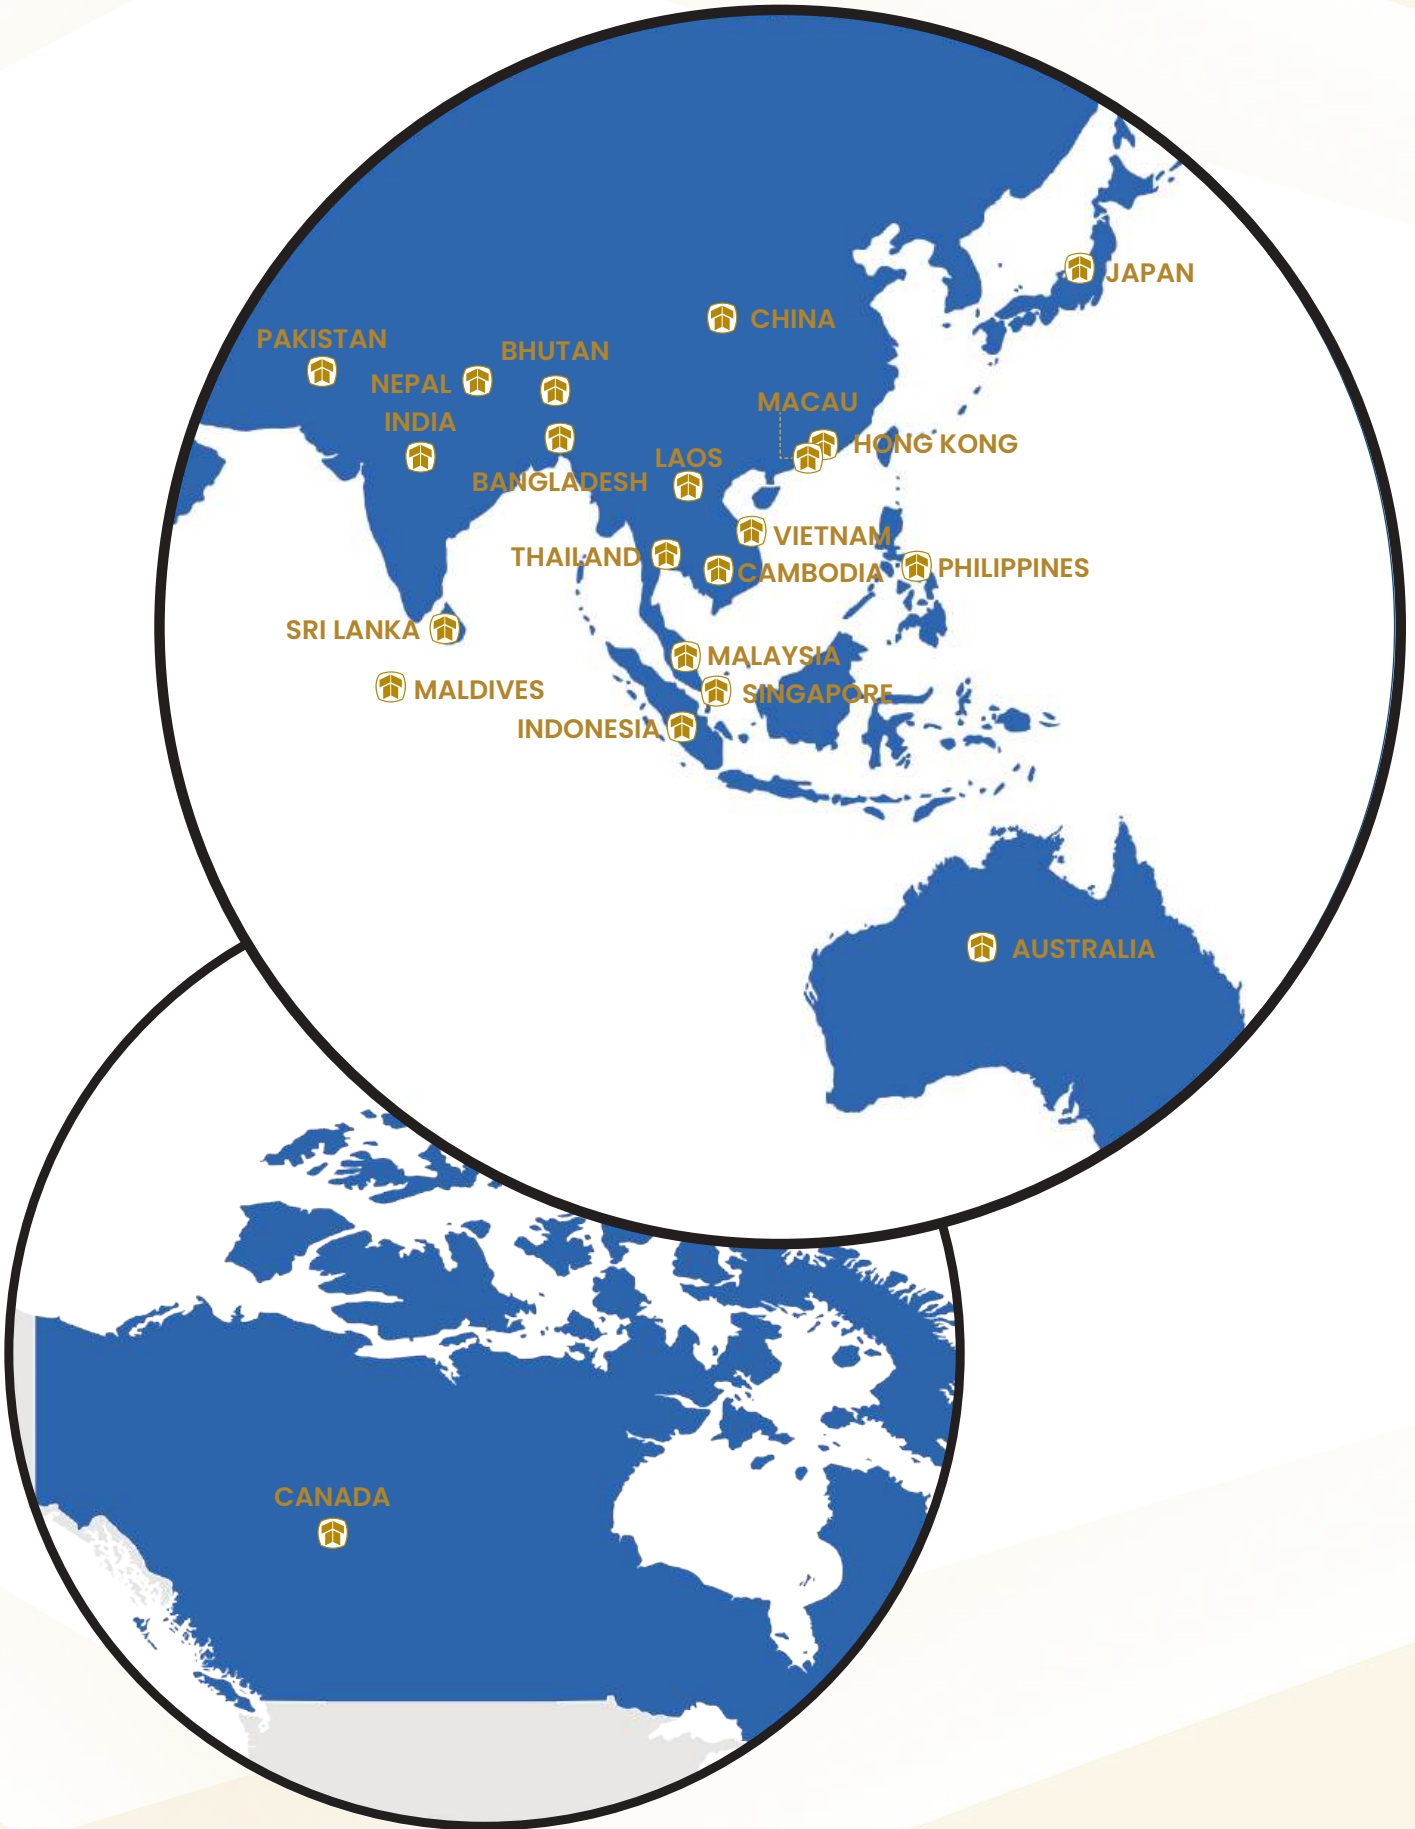 JAPAN
CHINA
PAKISTAN
BHUTAN
NEPAL
MACAU
INDIA
HONG KONG
LAOS
BANGLADESH
VIETNAM
THAILAND
CAMBODIA
PHILIPPINES
SRI LANKA
MALAYSIA
MALDIVES
SINGAPORE
INDONESIA
AUSTRALIA
CANADA